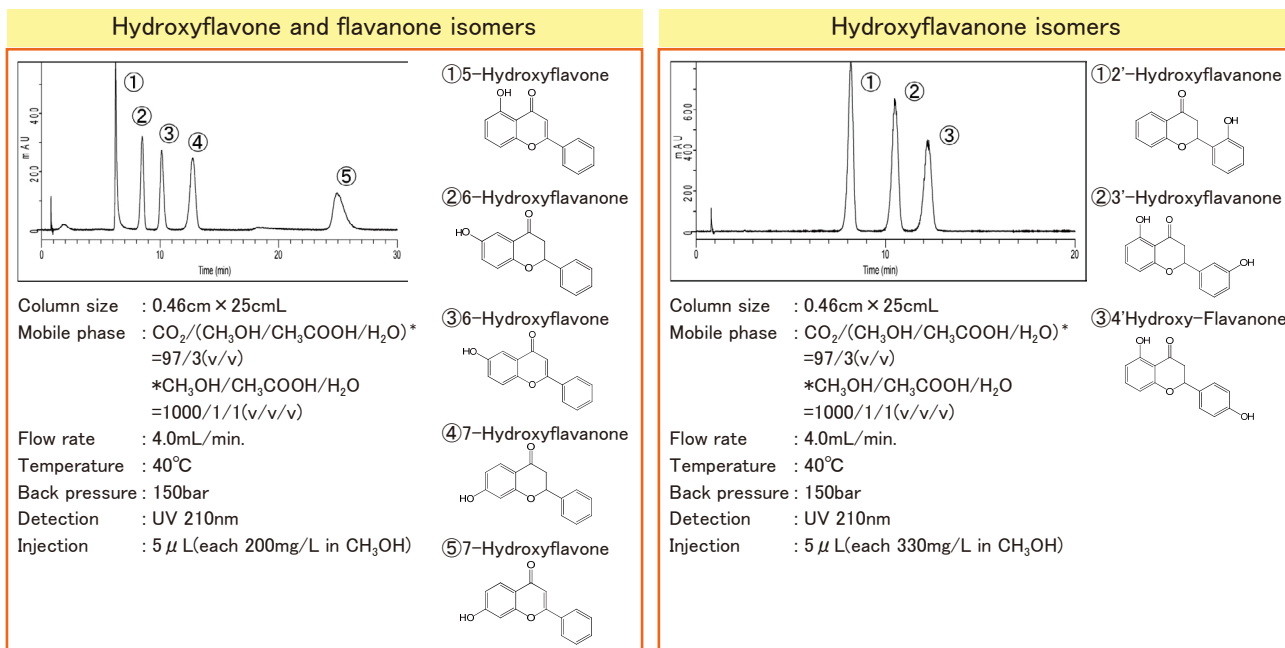 Hydroxyflavone and flavanone isomers
mAU
400
200
0
0
10
20
30
Time (min)
①
②
③
④
⑤
①5-Hydroxyflavone
OH
O
O
②6-Hydroxyflavanone
HO
O
O
③6-Hydroxyflavone
HO
O
O
④7-Hydroxyflavanone
O
HO
O
⑤7-Hydroxyflavone
O
HO
O
Column size : 0.46cm×25cmL
Mobile phase : CO₂/(CH₃OH/CH₃COOH/H₂O)*
=97/3(v/v)
*CH₃OH/CH₃COOH/H₂O
=1000/1/1(v/v/v)
Flow rate : 4.0mL/min.
Temperature : 40℃
Back pressure : 150bar
Detection : UV 210nm
Injection : 5μL(each 200mg/L in CH₃OH)
Hydroxyflavanone isomers
mAU
600
400
200
0
0
10
20
Time (min)
①
②
③
①2'-Hydroxyflavanone
O
OH
O
②3'-Hydroxyflavanone
OH
O
OH
O
③4'Hydroxy-Flavanone
OH
O
O
OH
Column size : 0.46cm×25cmL
Mobile phase : CO₂/(CH₃OH/CH₃COOH/H₂O)*
=97/3(v/v)
*CH₃OH/CH₃COOH/H₂O
=1000/1/1(v/v/v)
Flow rate : 4.0mL/min.
Temperature : 40℃
Back pressure : 150bar
Detection : UV 210nm
Injection : 5μL(each 330mg/L in CH₃OH)